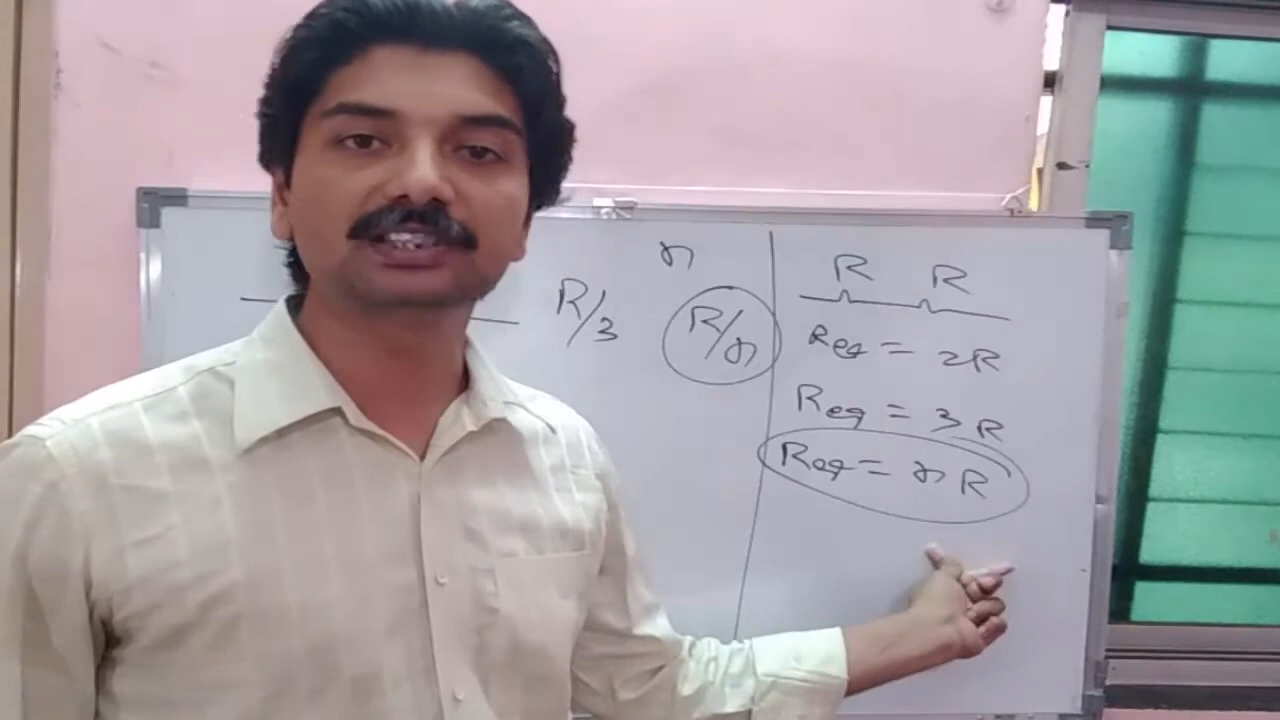 n
R/3
R/n
R R
Req = 2R
Req = 3R
Req = nR